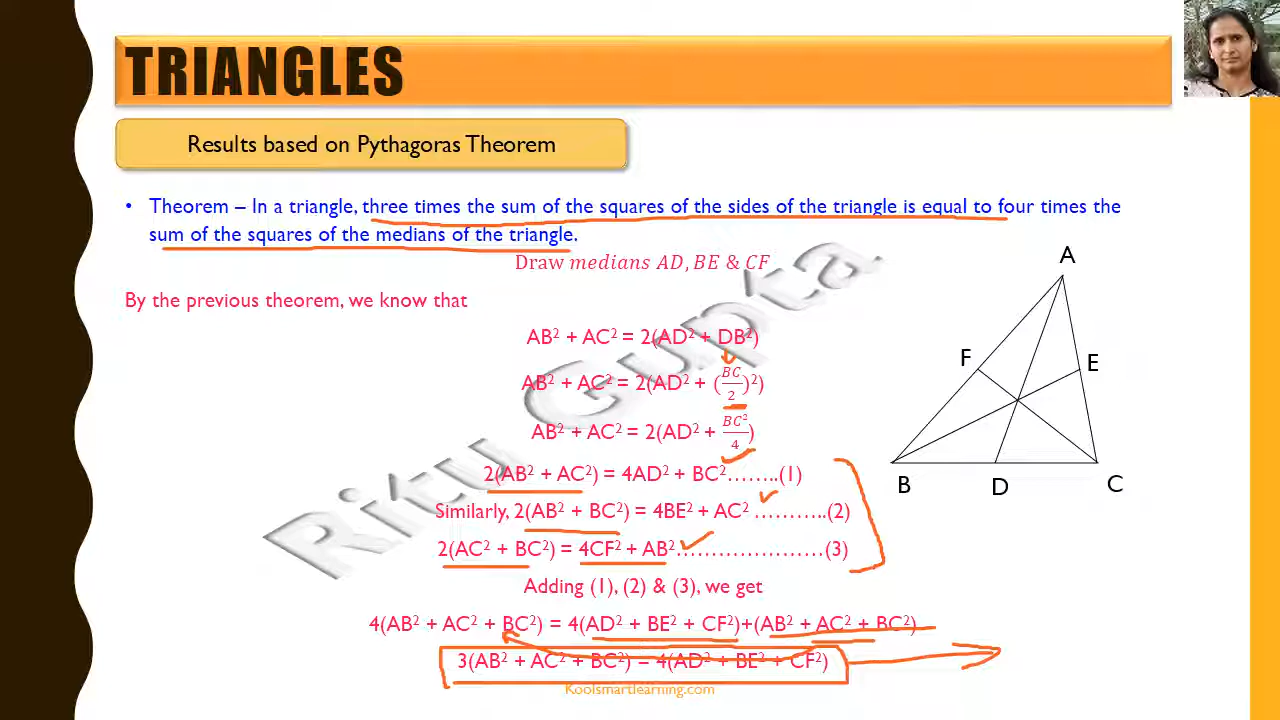 TRIANGLES
Results based on Pythagoras Theorem
• Theorem – In a triangle, three times the sum of the squares of the sides of the triangle is equal to four times the
sum of the squares of the medians of the triangle.
Draw medians AD, BE & CF
By the previous theorem, we know that
AB² + AC² = 2(AD² + DB²)
AB² + AC² = 2(AD² + (BC/2)²)
AB² + AC² = 2(AD² + BC²/4)
2(AB² + AC²) = 4AD² + BC²……..(1)
Similarly, 2(AB² + BC²) = 4BE² + AC² ………..(2)
2(AC² + BC²) = 4CF² + AB²…………………(3)
Adding (1), (2) & (3), we get
4(AB² + AC² + BC²) = 4(AD² + BE² + CF²)+(AB² + AC² + BC²)
3(AB² + AC² + BC²) = 4(AD² + BE² + CF²)
Koolsmartlearning.com
A
F
E
B
D
C
Ritu Gupta